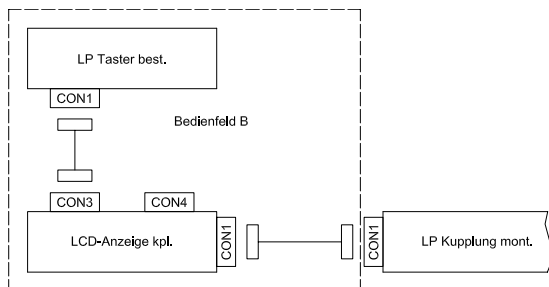 LP Taster best.
CON1
Bedienfeld B
CON3
CON4
LCD-Anzeige kpl.
CON1
CON1
LP Kupplung mont.